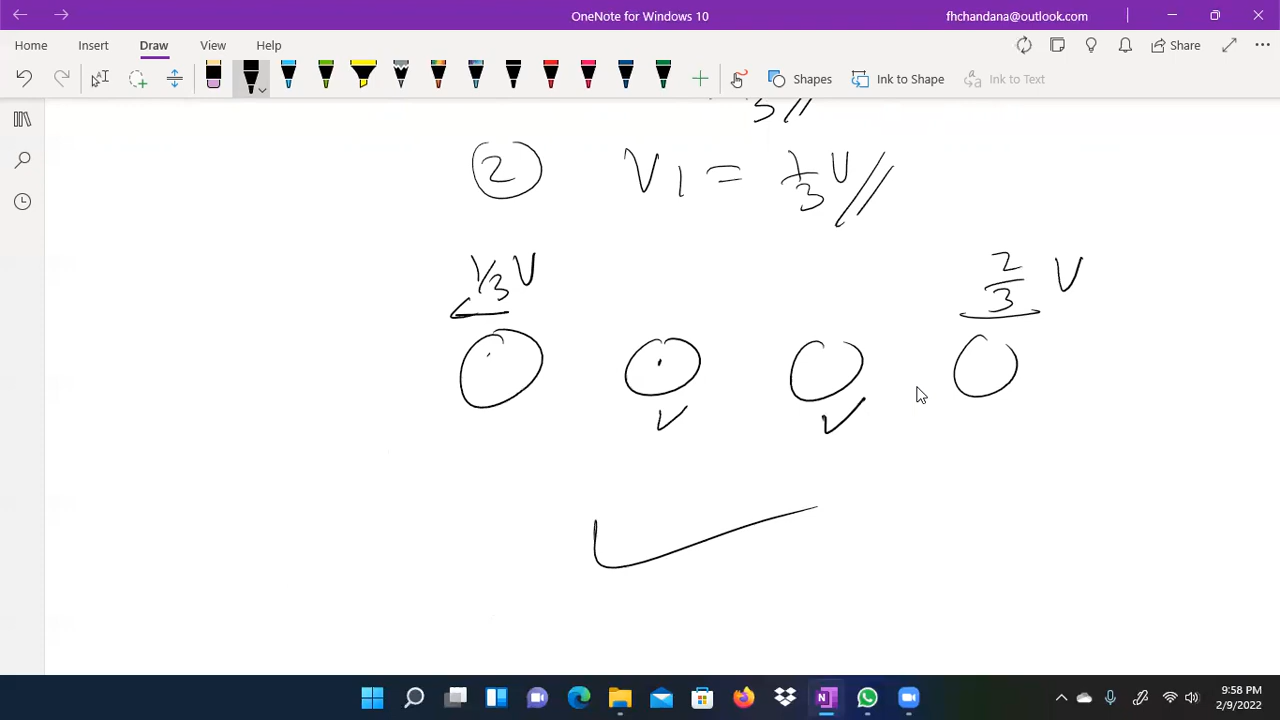 OneNote for Windows 10
fhchandana@outlook.com
Home Insert Draw View Help
Share
Shapes
Ink to Shape
Ink to Text
3 //
2 V1 = 1/3 V //
1/3 V
2/3 V
9:58 PM
2/9/2022